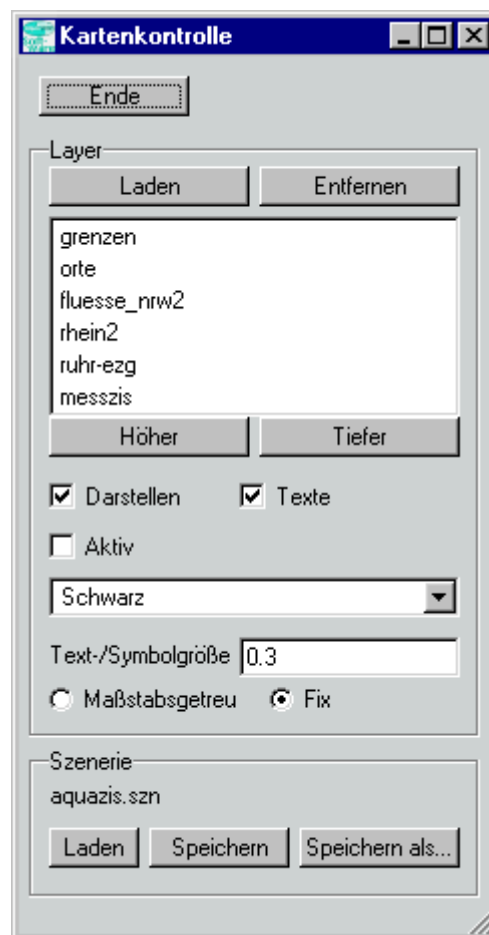 Kartenkontrolle
Ende
Layer
Laden Entfernen
grenzen
orte
fluesse_nrw2
rhein2
ruhr-ezg
messzis
Höher Tiefer
Darstellen Texte
Aktiv
Schwarz
Text-/Symbolgröße 0.3
Maßstabsgetreu Fix
Szenerie
aquazis.szn
Laden Speichern Speichern als...